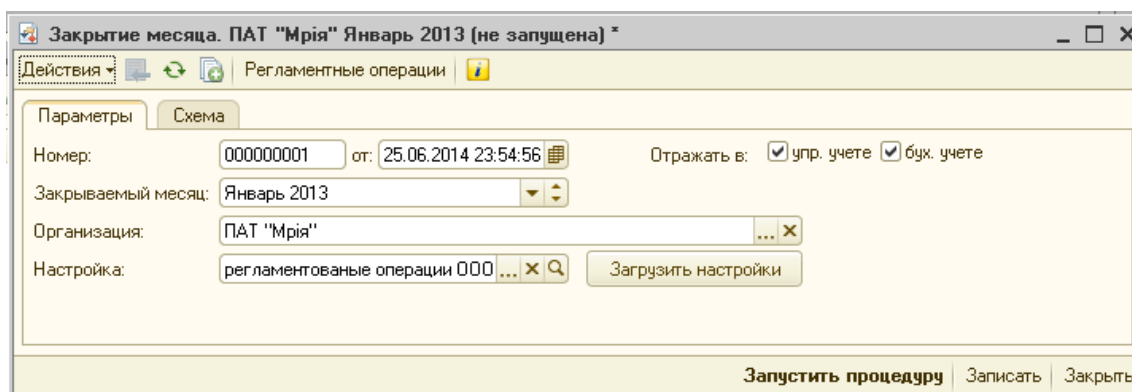 Закрытие месяца. ПАТ "Мрія" Январь 2013 (не запущена) *
Действия Регламентные операции
Параметры Схема
Номер: 000000001 от: 25.06.2014 23:54:56 Отражать в: упр. учете бух. учете
Закрываемый месяц: Январь 2013
Организация: ПАТ "Мрія" ...
Настройка: регламентованые операции ООО ... Загрузить настройки
Запустить процедуру Записать Закрыть